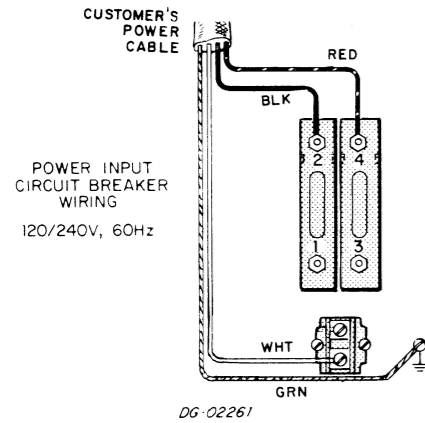 CUSTOMER'S
POWER
CABLE
RED
BLK
2 4
POWER INPUT
CIRCUIT BREAKER
WIRING
120/240V, 60Hz
1 3
WHT
GRN
DG-02261